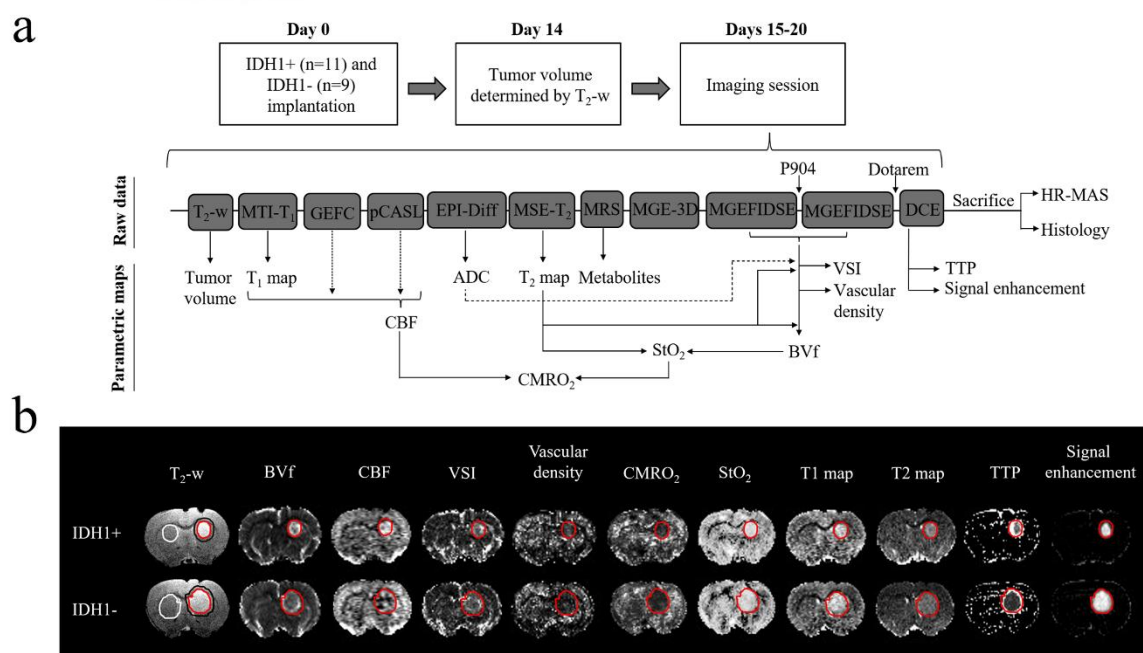 a
Day 0
Day 14
Days 15-20
IDH1+ (n=11) and
IDH1- (n=9)
implantation
Tumor volume
determined by T₂-w
Imaging session
P904
Dotarem
Raw data
T₂-w
MTI-T₁
GEFC
pCASL
EPI-Diff
MSE-T₂
MRS
MGE-3D
MGEFIDSE
MGEFIDSE
DCE
Sacrifice
HR-MAS
Histology
Parametric maps
Tumor
volume
T₁ map
ADC
T₂ map
Metabolites
VSI
Vascular
density
TTP
Signal enhancement
CBF
StO₂
BVf
CMRO₂
b
T₂-w
BVf
CBF
VSI
Vascular
density
CMRO₂
StO₂
T1 map
T2 map
TTP
Signal
enhancement
IDH1+
IDH1-